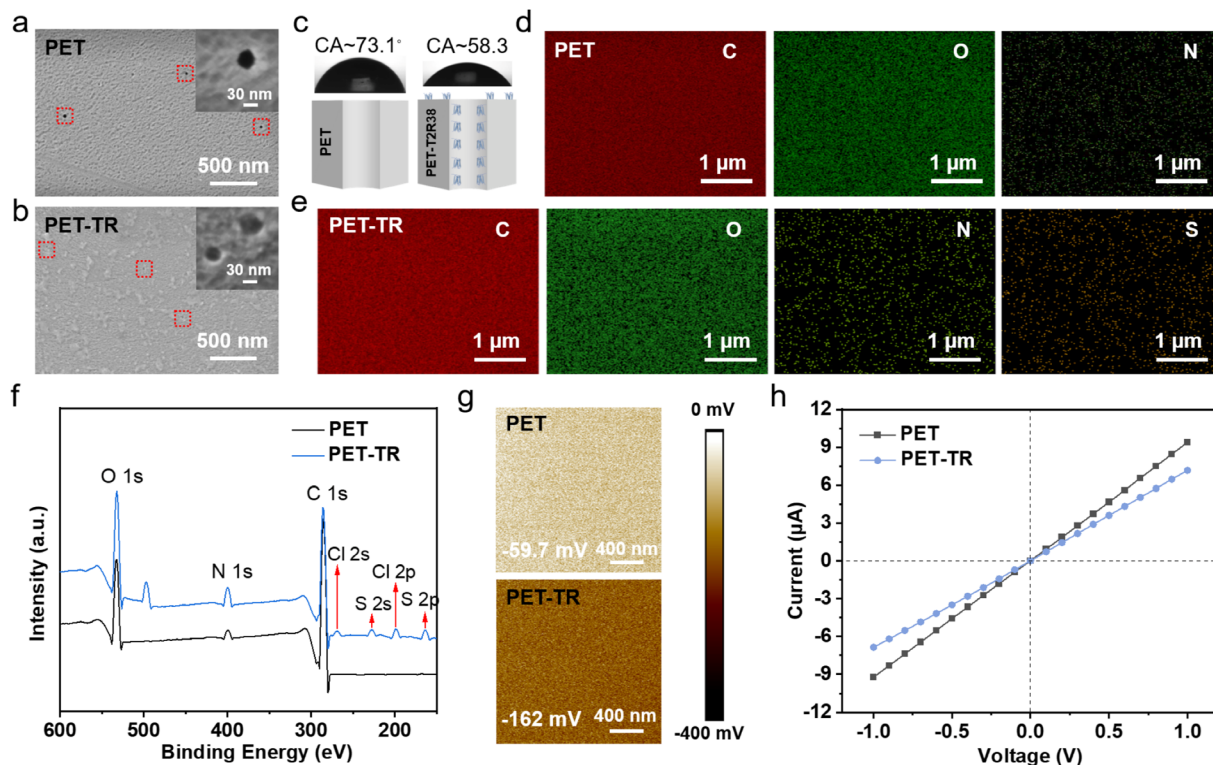 a
PET
30 nm
500 nm
b
PET-TR
30 nm
500 nm
c
CA~73.1°
CA~58.3
PET
PET-T2R38
d
PET
C
1 μm
O
1 μm
N
1 μm
e
PET-TR
C
1 μm
O
1 μm
N
1 μm
S
1 μm
f
PET
PET-TR
O 1s
N 1s
C 1s
Cl 2s
S 2s
Cl 2p
S 2p
Intensity (a.u.)
600
500
400
300
200
Binding Energy (eV)
g
PET
-59.7 mV
400 nm
PET-TR
-162 mV
400 nm
0 mV
-400 mV
h
PET
PET-TR
Current (μA)
12
9
6
3
0
-3
-6
-9
-12
-1.0
-0.5
0.0
0.5
1.0
Voltage (V)